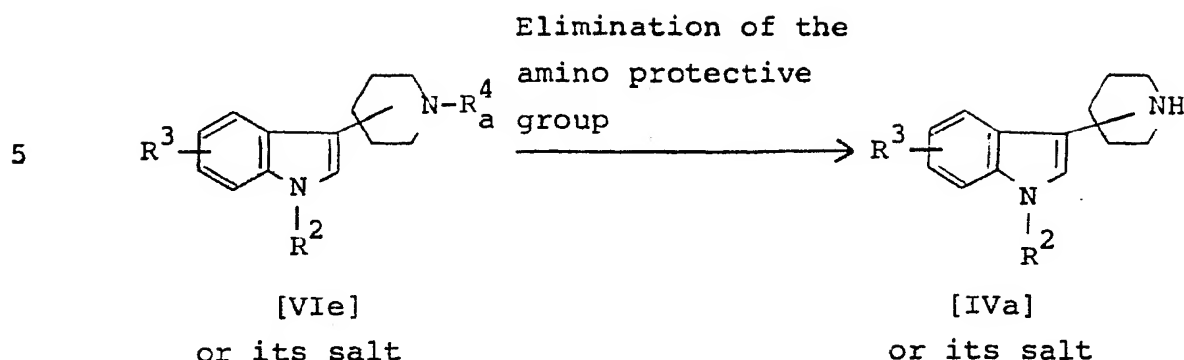 Elimination of the
amino protective
group
N-R⁴a
NH
5
R³
R³
N
N
R²
R²
[VIe]
[IVa]
or its salt
or its salt